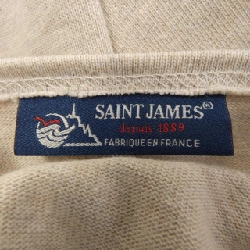 SAINT JAMES®
Depuis 1889
FABRIQUE EN FRANCE